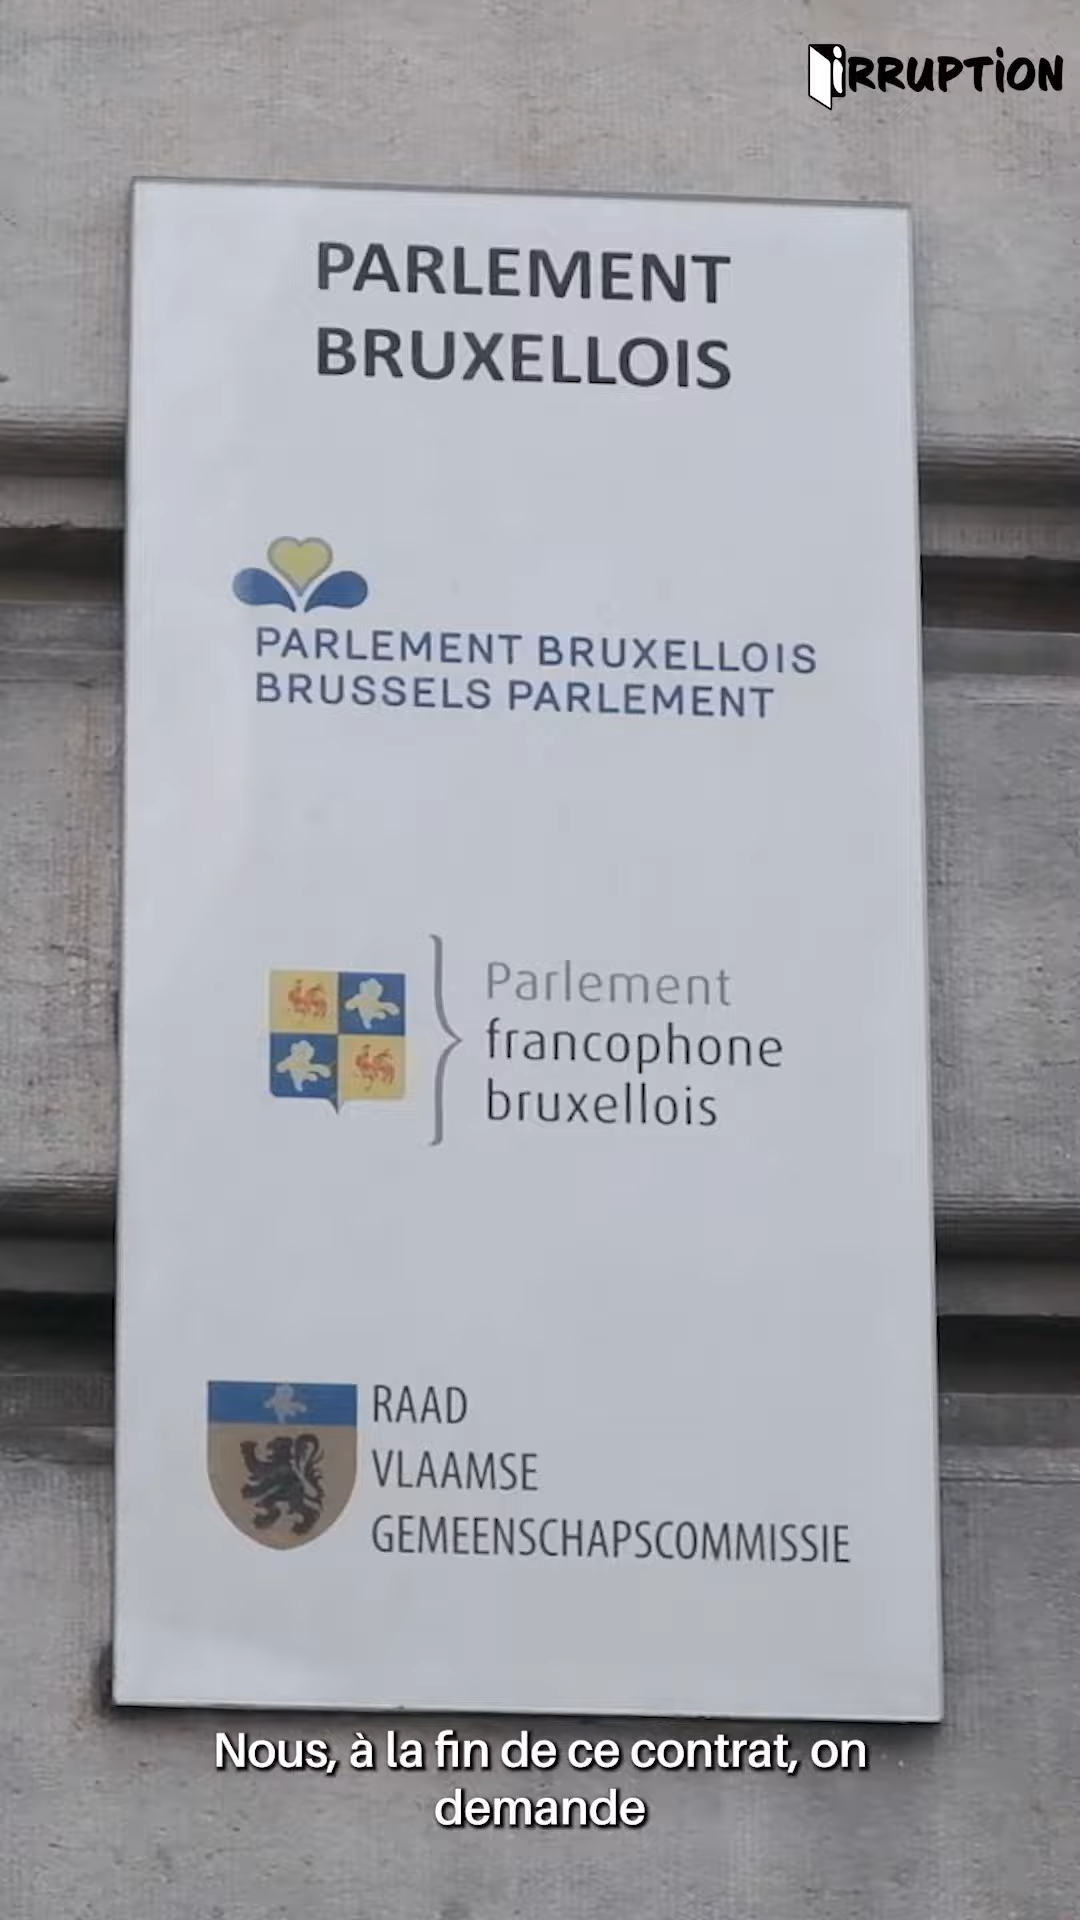 iRRUPTiON
PARLEMENT
BRUXELLOIS
PARLEMENT BRUXELLOIS
BRUSSELS PARLEMENT
Parlement
francophone
bruxellois
RAAD
VLAAMSE
GEMEENSCHAPSCOMMISSIE
Nous, à la fin de ce contrat, on
demande